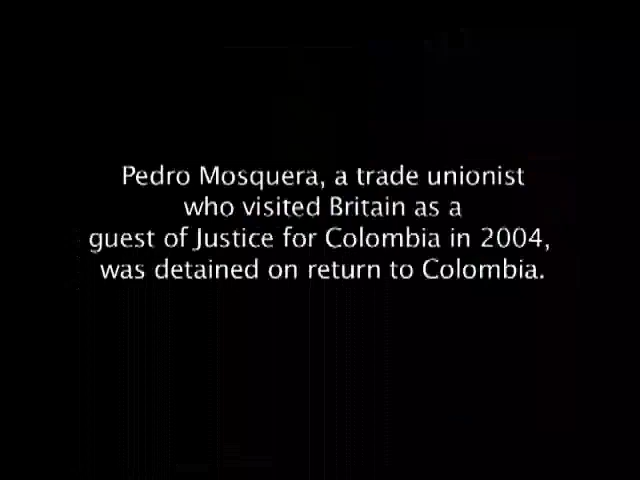 Pedro Mosquera, a trade unionist
who visited Britain as a
guest of Justice for Colombia in 2004,
was detained on return to Colombia.